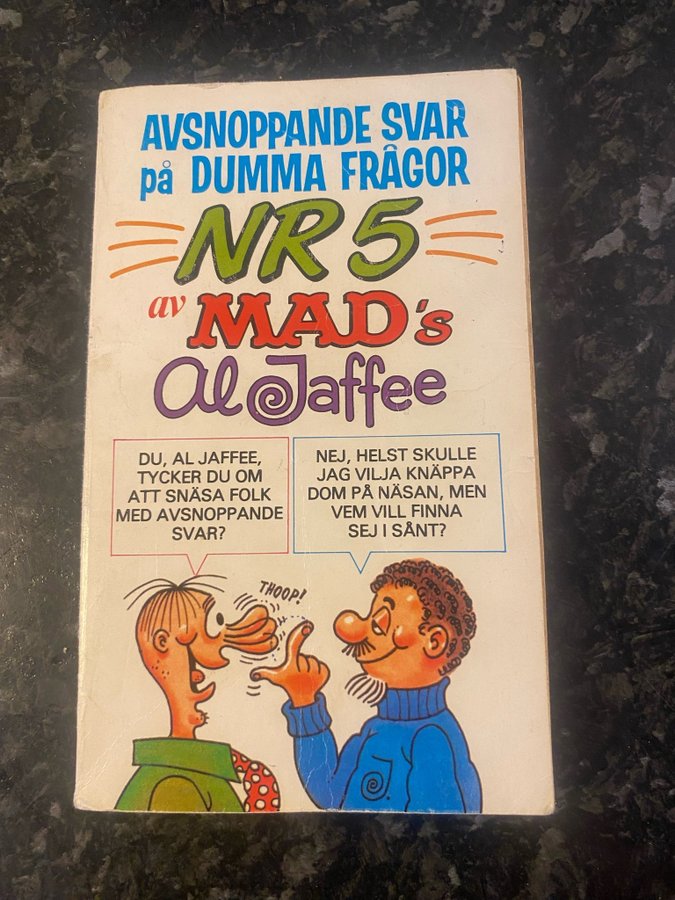 AVSNOPPANDE SVAR
på DUMMA FRÅGOR
NR 5
av MAD's
Al Jaffee
DU, AL JAFFEE,
TYCKER DU OM
ATT SNÄSA FOLK
MED AVSNOPPANDE
SVAR?
NEJ, HELST SKULLE
JAG VILJA KNÄPPA
DOM PÅ NÄSAN, MEN
VEM VILL FINNA
SEJ I SÅNT?
THOOP!